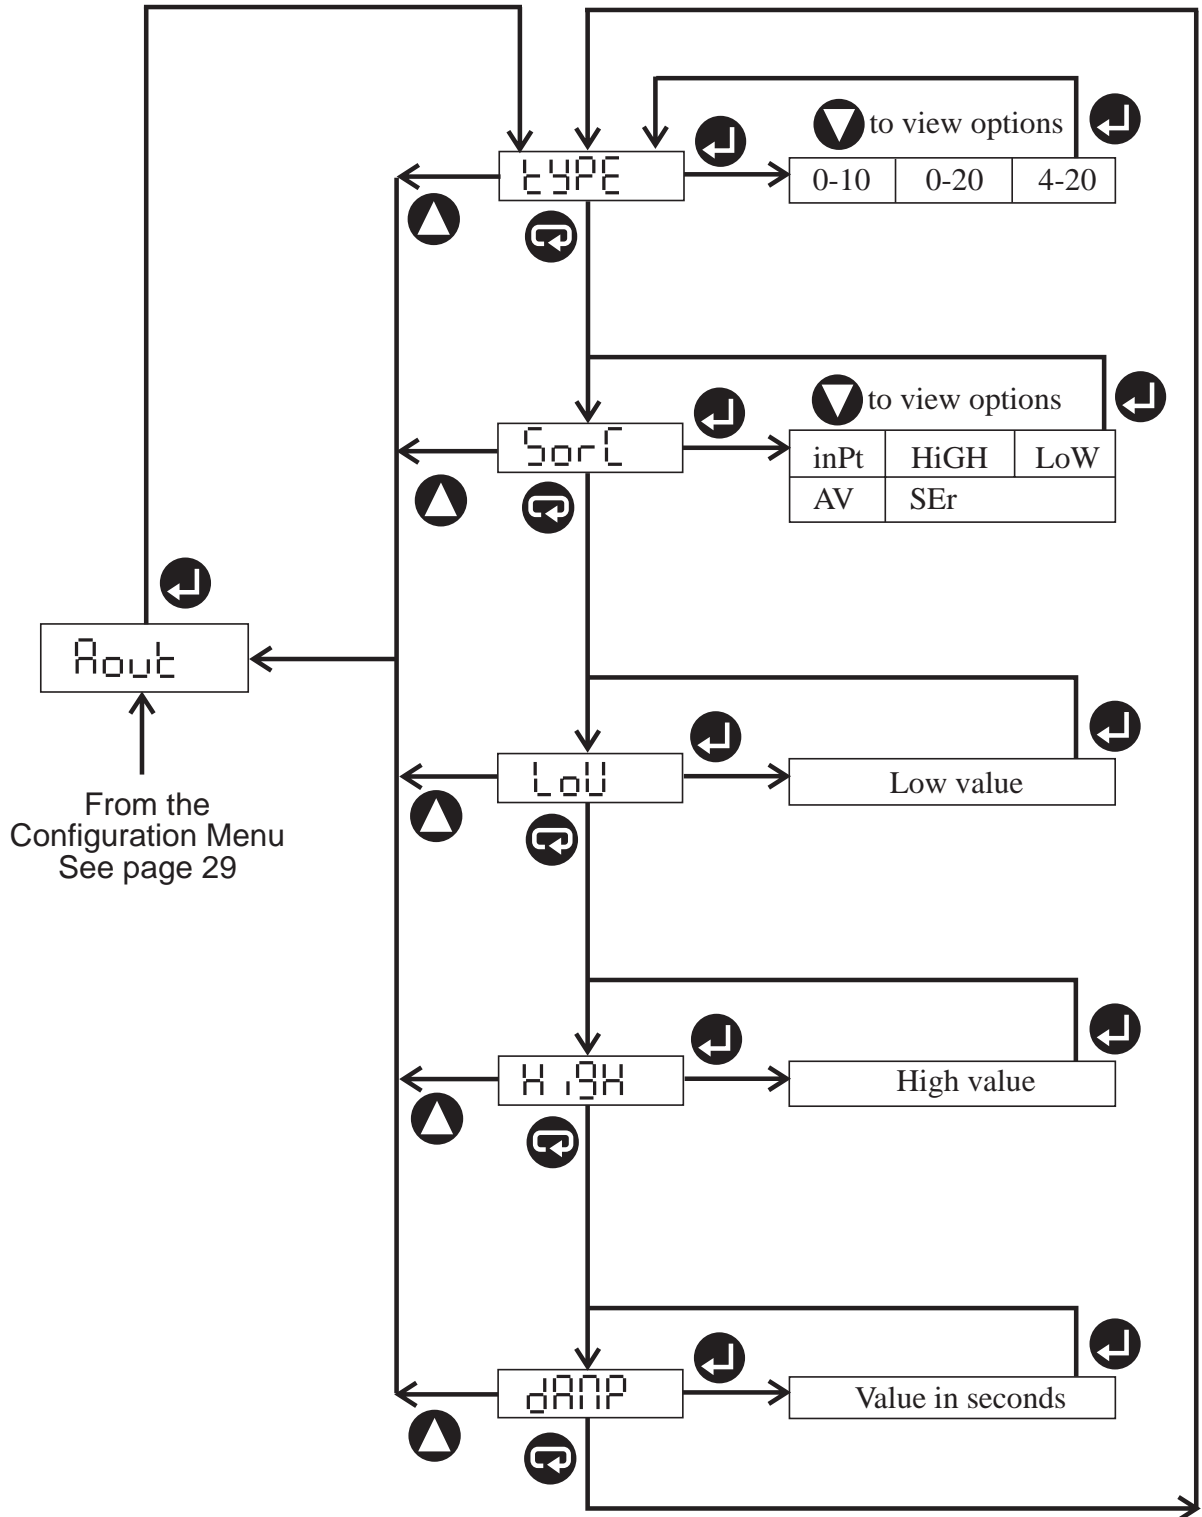 to view options
tYPE
0-10 0-20 4-20
to view options
SorC
inPt HiGH LoW
AV SEr
Aout
LoW
Low value
From the
Configuration Menu
See page 29
HigH
High value
dAMP
Value in seconds